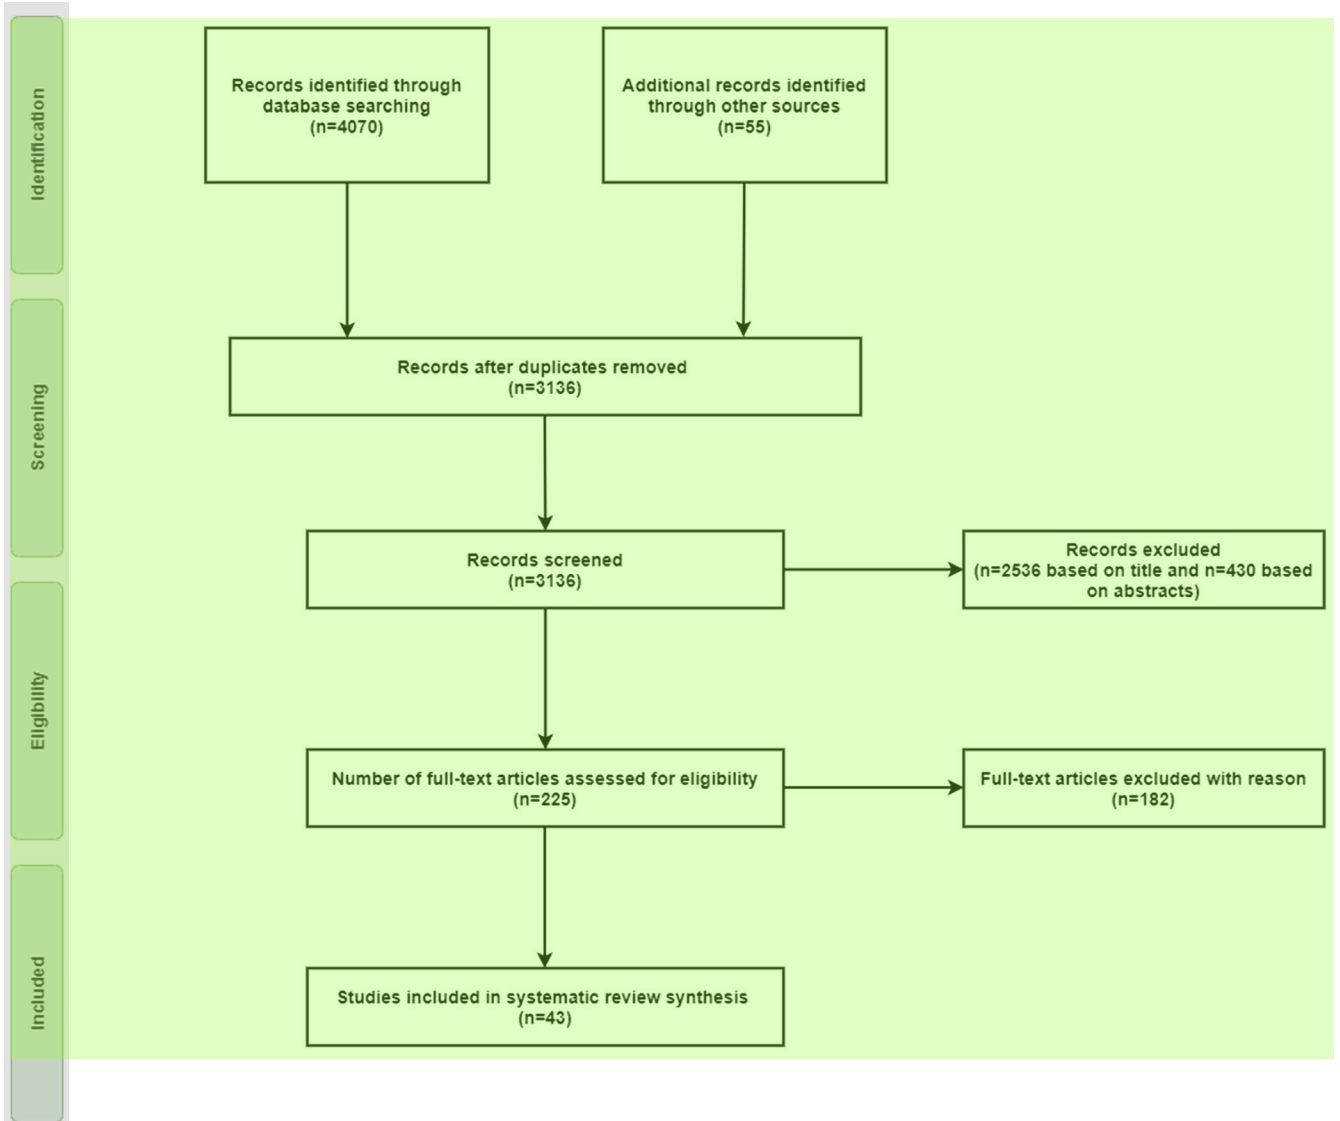 Identification
Records identified through
database searching
(n=4070)
Additional records identified
through other sources
(n=55)
Screening
Records after duplicates removed
(n=3136)
Records screened
(n=3136)
Records excluded
(n=2536 based on title and n=430 based
on abstracts)
Eligibility
Number of full-text articles assessed for eligibility
(n=225)
Full-text articles excluded with reason
(n=182)
Included
Studies included in systematic review synthesis
(n=43)